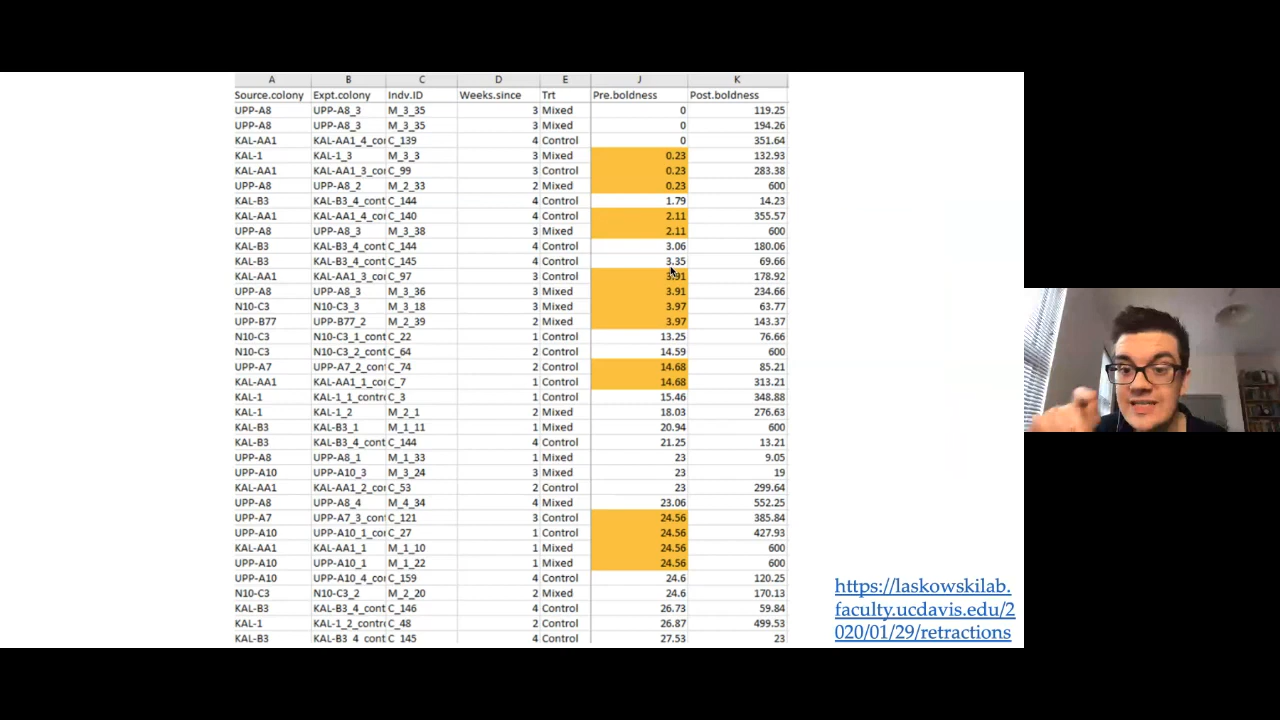 A B C D E J K
Source.colony Expt.colony Indv.ID Weeks.since Trt Pre.boldness Post.boldness
UPP-A8 UPP-A8_3 M_3_35 3 Mixed 0 119.25
UPP-A8 UPP-A8_3 M_3_35 3 Mixed 0 194.26
KAL-AA1 KAL-AA1_4_co C_139 4 Control 0 351.64
KAL-1 KAL-1_3 M_3_3 3 Mixed 0.23 132.93
KAL-AA1 KAL-AA1_3_co C_99 3 Control 0.23 283.38
UPP-A8 UPP-A8_2 M_2_33 2 Mixed 0.23 600
KAL-B3 KAL-B3_4_cont C_144 4 Control 1.79 14.23
KAL-AA1 KAL-AA1_4_co C_140 4 Control 2.11 355.57
UPP-A8 UPP-A8_3 M_3_38 3 Mixed 2.11 600
KAL-B3 KAL-B3_4_cont C_144 4 Control 3.06 180.06
KAL-B3 KAL-B3_4_cont C_145 4 Control 3.35 69.66
KAL-AA1 KAL-AA1_3_co C_97 3 Control 3.91 178.92
UPP-A8 UPP-A8_3 M_3_36 3 Mixed 3.91 234.66
N10-C3 N10-C3_3 M_3_18 3 Mixed 3.97 63.77
UPP-B77 UPP-B77_2 M_2_39 2 Mixed 3.97 143.37
N10-C3 N10-C3_1_cont C_22 1 Control 13.25 76.66
N10-C3 N10-C3_2_cont C_64 2 Control 14.59 600
UPP-A7 UPP-A7_2_cont C_74 2 Control 14.68 85.21
KAL-AA1 KAL-AA1_1_co C_7 1 Control 14.68 313.21
KAL-1 KAL-1_1_contr C_3 1 Control 15.46 348.88
KAL-1 KAL-1_2 M_2_1 2 Mixed 18.03 276.63
KAL-B3 KAL-B3_1 M_1_11 1 Mixed 20.94 600
KAL-B3 KAL-B3_4_cont C_144 4 Control 21.25 13.21
UPP-A8 UPP-A8_1 M_1_33 1 Mixed 23 9.05
UPP-A10 UPP-A10_3 M_3_24 3 Mixed 23 19
KAL-AA1 KAL-AA1_2_co C_53 2 Control 23 299.64
UPP-A8 UPP-A8_4 M_4_34 4 Mixed 23.06 552.25
UPP-A7 UPP-A7_3_cont C_121 3 Control 24.56 385.84
UPP-A10 UPP-A10_1_co C_27 1 Control 24.56 427.93
KAL-AA1 KAL-AA1_1 M_1_10 1 Mixed 24.56 600
UPP-A10 UPP-A10_1 M_1_22 1 Mixed 24.56 600
UPP-A10 UPP-A10_4_co C_159 4 Control 24.6 120.25
N10-C3 N10-C3_2 M_2_20 2 Mixed 24.6 170.13
KAL-B3 KAL-B3_4_cont C_146 4 Control 26.73 59.84
KAL-1 KAL-1_2_contr C_48 2 Control 26.87 499.53
KAL-B3 KAL-B3_4_cont C_145 4 Control 27.53 23
https://laskowskilab.
faculty.ucdavis.edu/2
020/01/29/retractions